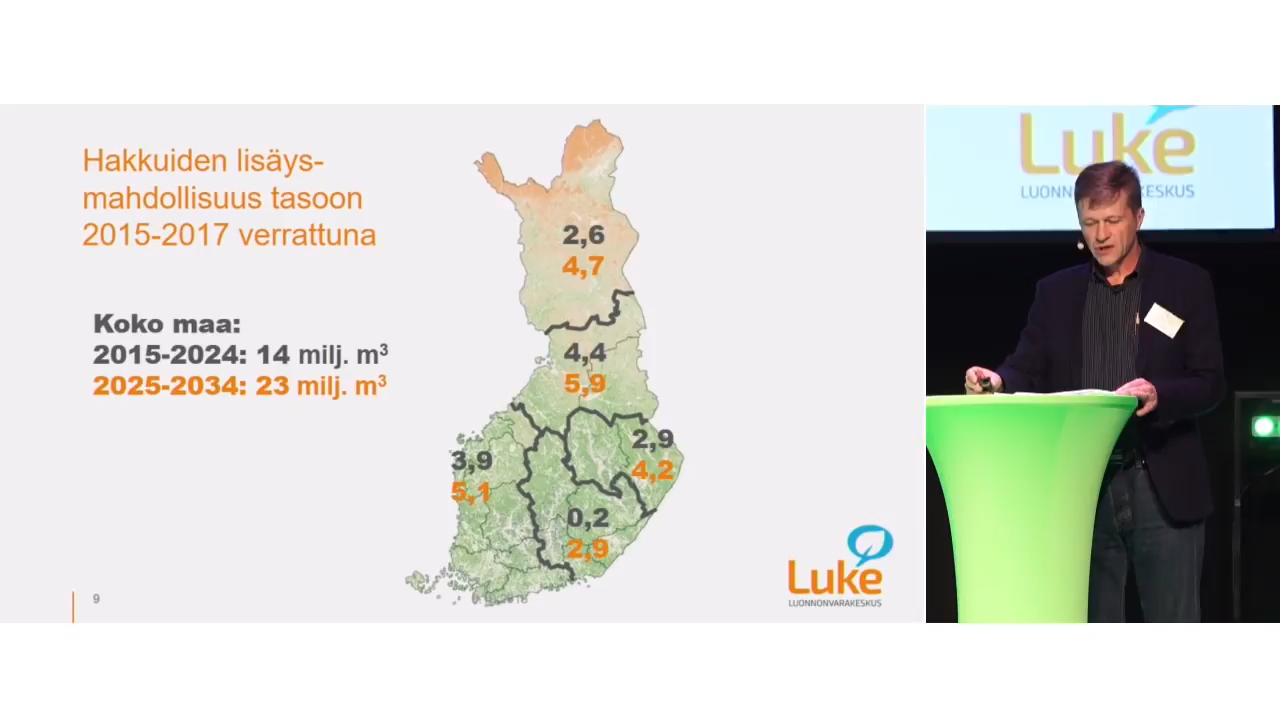 Hakkuiden lisäys-
mahdollisuus tasoon
2015-2017 verrattuna
Koko maa:
2015-2024: 14 milj. m³
2025-2034: 23 milj. m³
2,6
4,7
4,4
5,9
2,9
4,2
3,9
5,1
0,2
2,9
9
Luke
LUONNONVARAKESKUS
Luke
LUONN KESKUS